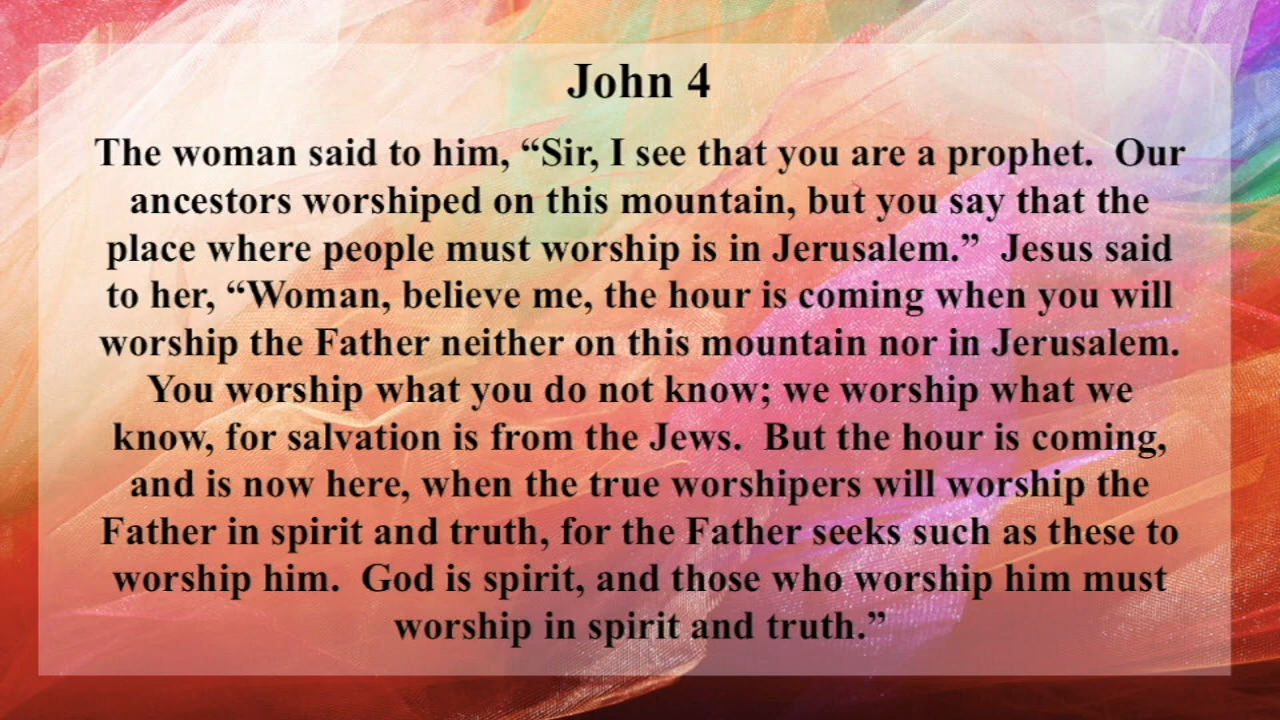 John 4
The woman said to him, “Sir, I see that you are a prophet.  Our
ancestors worshiped on this mountain, but you say that the
place where people must worship is in Jerusalem.”  Jesus said
to her, “Woman, believe me, the hour is coming when you will
worship the Father neither on this mountain nor in Jerusalem.
You worship what you do not know; we worship what we
know, for salvation is from the Jews.  But the hour is coming,
and is now here, when the true worshipers will worship the
Father in spirit and truth, for the Father seeks such as these to
worship him.  God is spirit, and those who worship him must
worship in spirit and truth.”